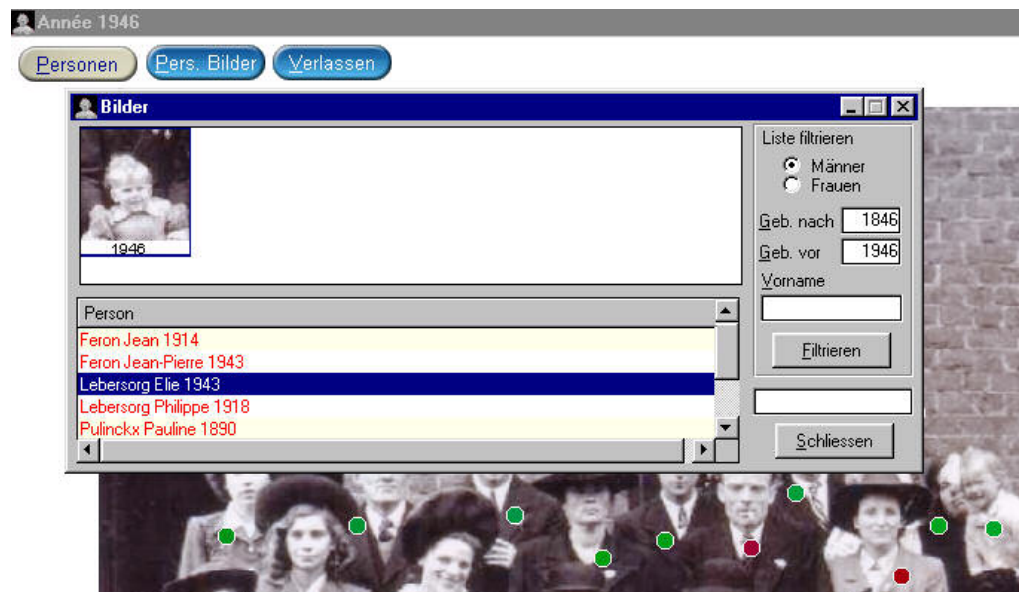 Année 1946
Personen
Pers. Bilder
Verlassen
Bilder
1946
Liste filtrieren
Männer
Frauen
Geb. nach 1846
Geb. vor 1946
Vorname
Filtrieren
Person
Feron Jean 1914
Feron Jean-Pierre 1943
Lebersorg Elie 1943
Lebersorg Philippe 1918
Pulinckx Pauline 1890
Schliessen